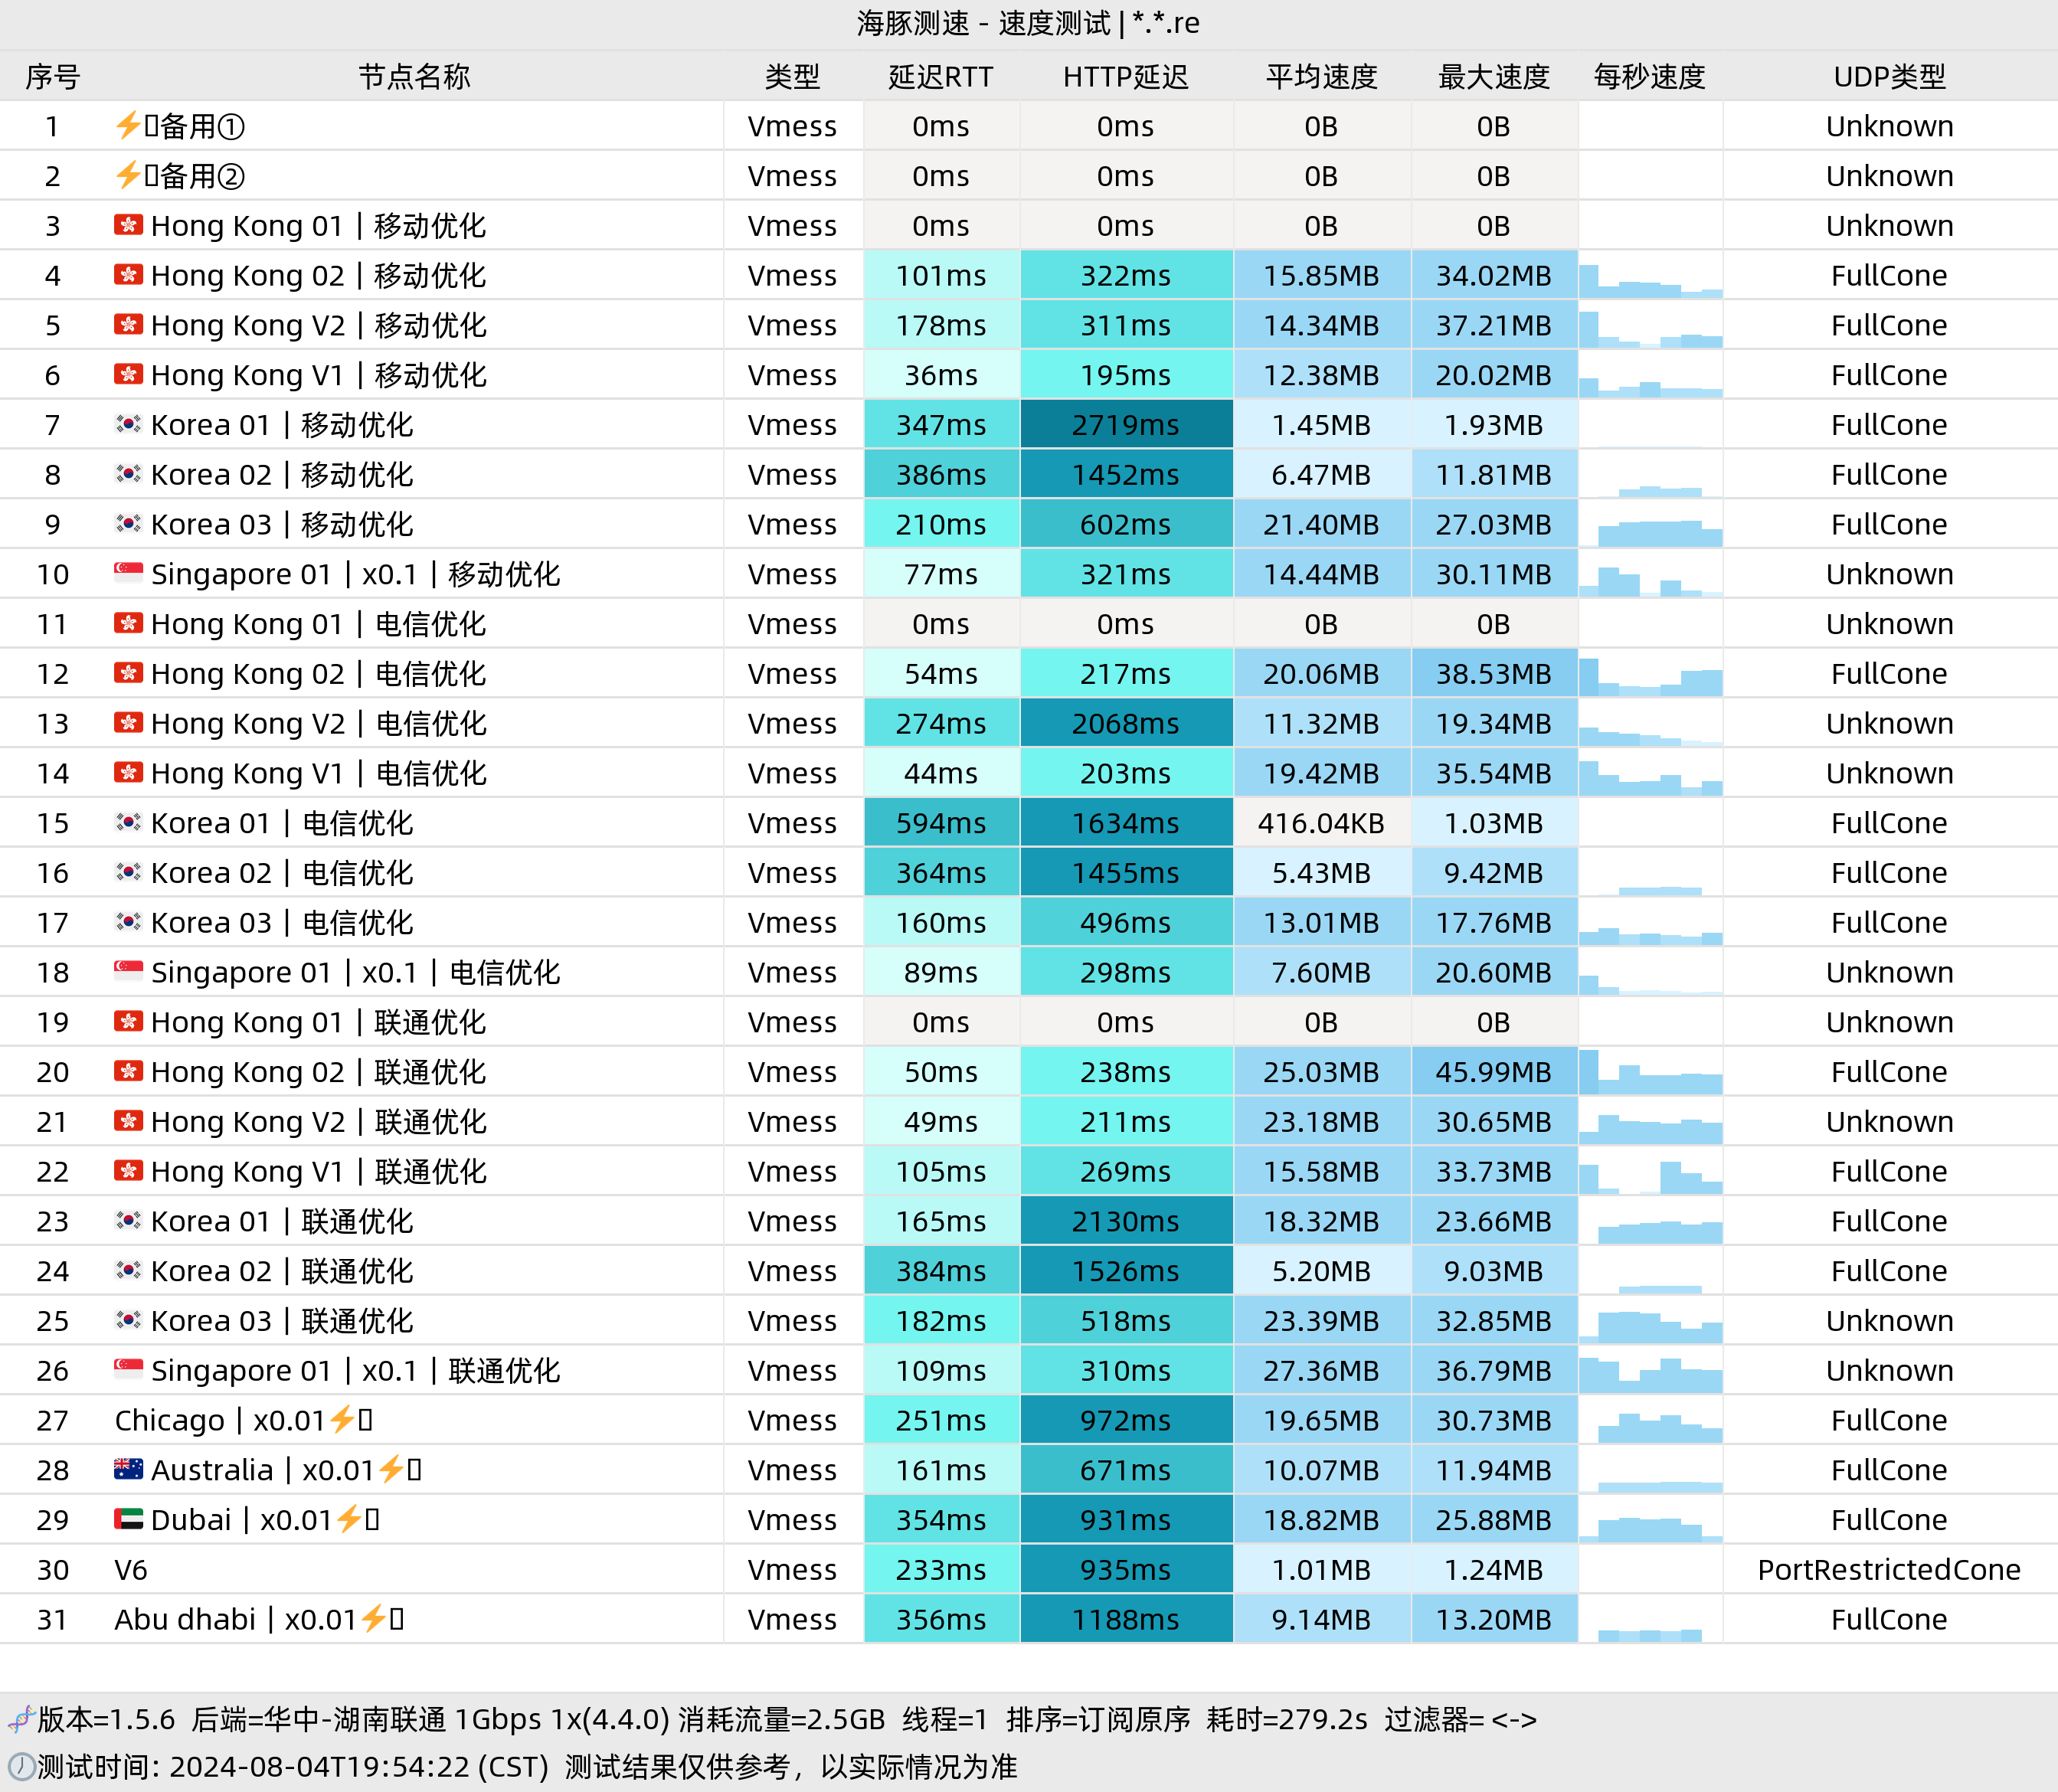 海豚测速 - 速度测试 | *.*.re
序号 节点名称 类型 延迟RTT HTTP延迟 平均速度 最大速度 每秒速度 UDP类型
1 ⚡▯备用① Vmess 0ms 0ms 0B 0B Unknown
2 ⚡▯备用② Vmess 0ms 0ms 0B 0B Unknown
3 🇭🇰 Hong Kong 01 | 移动优化 Vmess 0ms 0ms 0B 0B Unknown
4 🇭🇰 Hong Kong 02 | 移动优化 Vmess 101ms 322ms 15.85MB 34.02MB FullCone
5 🇭🇰 Hong Kong V2 | 移动优化 Vmess 178ms 311ms 14.34MB 37.21MB FullCone
6 🇭🇰 Hong Kong V1 | 移动优化 Vmess 36ms 195ms 12.38MB 20.02MB FullCone
7 🇰🇷 Korea 01 | 移动优化 Vmess 347ms 2719ms 1.45MB 1.93MB FullCone
8 🇰🇷 Korea 02 | 移动优化 Vmess 386ms 1452ms 6.47MB 11.81MB FullCone
9 🇰🇷 Korea 03 | 移动优化 Vmess 210ms 602ms 21.40MB 27.03MB FullCone
10 🇸🇬 Singapore 01 | x0.1 | 移动优化 Vmess 77ms 321ms 14.44MB 30.11MB Unknown
11 🇭🇰 Hong Kong 01 | 电信优化 Vmess 0ms 0ms 0B 0B Unknown
12 🇭🇰 Hong Kong 02 | 电信优化 Vmess 54ms 217ms 20.06MB 38.53MB FullCone
13 🇭🇰 Hong Kong V2 | 电信优化 Vmess 274ms 2068ms 11.32MB 19.34MB Unknown
14 🇭🇰 Hong Kong V1 | 电信优化 Vmess 44ms 203ms 19.42MB 35.54MB Unknown
15 🇰🇷 Korea 01 | 电信优化 Vmess 594ms 1634ms 416.04KB 1.03MB FullCone
16 🇰🇷 Korea 02 | 电信优化 Vmess 364ms 1455ms 5.43MB 9.42MB FullCone
17 🇰🇷 Korea 03 | 电信优化 Vmess 160ms 496ms 13.01MB 17.76MB FullCone
18 🇸🇬 Singapore 01 | x0.1 | 电信优化 Vmess 89ms 298ms 7.60MB 20.60MB Unknown
19 🇭🇰 Hong Kong 01 | 联通优化 Vmess 0ms 0ms 0B 0B Unknown
20 🇭🇰 Hong Kong 02 | 联通优化 Vmess 50ms 238ms 25.03MB 45.99MB FullCone
21 🇭🇰 Hong Kong V2 | 联通优化 Vmess 49ms 211ms 23.18MB 30.65MB Unknown
22 🇭🇰 Hong Kong V1 | 联通优化 Vmess 105ms 269ms 15.58MB 33.73MB FullCone
23 🇰🇷 Korea 01 | 联通优化 Vmess 165ms 2130ms 18.32MB 23.66MB FullCone
24 🇰🇷 Korea 02 | 联通优化 Vmess 384ms 1526ms 5.20MB 9.03MB FullCone
25 🇰🇷 Korea 03 | 联通优化 Vmess 182ms 518ms 23.39MB 32.85MB Unknown
26 🇸🇬 Singapore 01 | x0.1 | 联通优化 Vmess 109ms 310ms 27.36MB 36.79MB Unknown
27 Chicago | x0.01⚡▯ Vmess 251ms 972ms 19.65MB 30.73MB FullCone
28 🇦🇺 Australia | x0.01⚡▯ Vmess 161ms 671ms 10.07MB 11.94MB FullCone
29 🇦🇪 Dubai | x0.01⚡▯ Vmess 354ms 931ms 18.82MB 25.88MB FullCone
30 V6 Vmess 233ms 935ms 1.01MB 1.24MB PortRestrictedCone
31 Abu dhabi | x0.01⚡▯ Vmess 356ms 1188ms 9.14MB 13.20MB FullCone
🧬版本=1.5.6 后端=华中-湖南联通 1Gbps 1x(4.4.0) 消耗流量=2.5GB 线程=1 排序=订阅原序 耗时=279.2s 过滤器= <->
🕖测试时间: 2024-08-04T19:54:22 (CST) 测试结果仅供参考，以实际情况为准